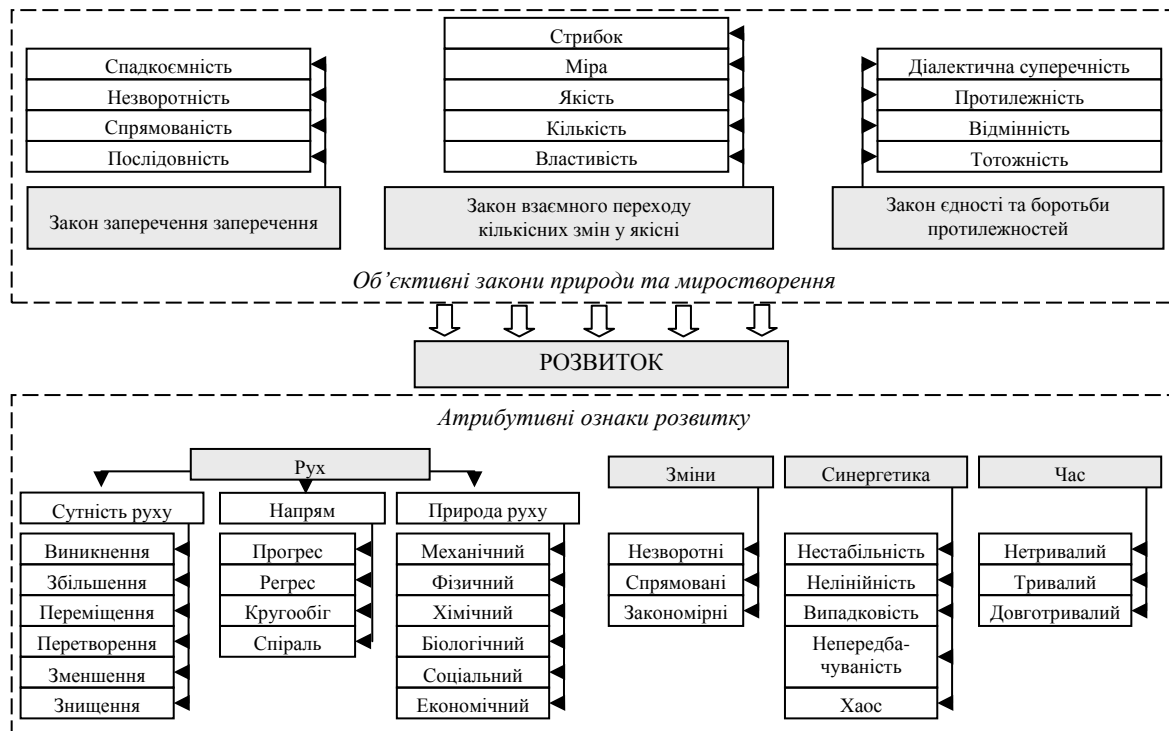 Стрибок
Спадкоємність
Міра
Діалектична суперечність
Незворотність
Якість
Протилежність
Спрямованість
Кількість
Відмінність
Послідовність
Властивість
Тотожність
Закон заперечення заперечення
Закон взаємного переходу
кількісних змін у якісні
Закон єдності та боротьби
протилежностей
Об’єктивні закони природи та миростворення
РОЗВИТОК
Атрибутивні ознаки розвитку
Рух
Зміни
Синергетика
Час
Сутність руху
Напрям
Природа руху
Виникнення
Збільшення
Переміщення
Перетворення
Зменшення
Знищення
Прогрес
Регрес
Кругообіг
Спіраль
Механічний
Фізичний
Хімічний
Біологічний
Соціальний
Економічний
Незворотні
Спрямовані
Закономірні
Нестабільність
Нелінійність
Випадковість
Непередба-
чуваність
Хаос
Нетривалий
Тривалий
Довготривалий